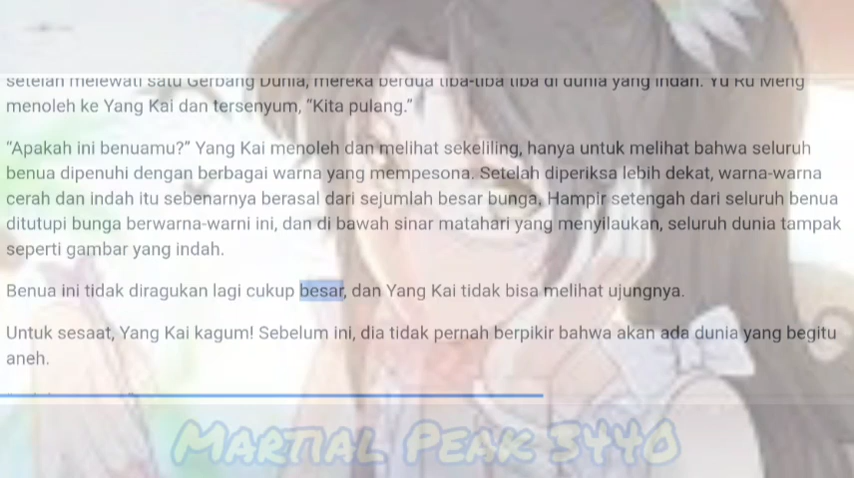 setelah melewati satu Gerbang Dunia, mereka berdua tiba-tiba tiba di dunia yang indah. Yu Ru Meng
menoleh ke Yang Kai dan tersenyum, “Kita pulang.”
“Apakah ini benuamu?” Yang Kai menoleh dan melihat sekeliling, hanya untuk melihat bahwa seluruh
benua dipenuhi dengan berbagai warna yang mempesona. Setelah diperiksa lebih dekat, warna-warna
cerah dan indah itu sebenarnya berasal dari sejumlah besar bunga. Hampir setengah dari seluruh benua
ditutupi bunga berwarna-warni ini, dan di bawah sinar matahari yang menyilaukan, seluruh dunia tampak
seperti gambar yang indah.
Benua ini tidak diragukan lagi cukup besar, dan Yang Kai tidak bisa melihat ujungnya.
Untuk sesaat, Yang Kai kagum! Sebelum ini, dia tidak pernah berpikir bahwa akan ada dunia yang begitu
aneh.
Martial Peak 3440